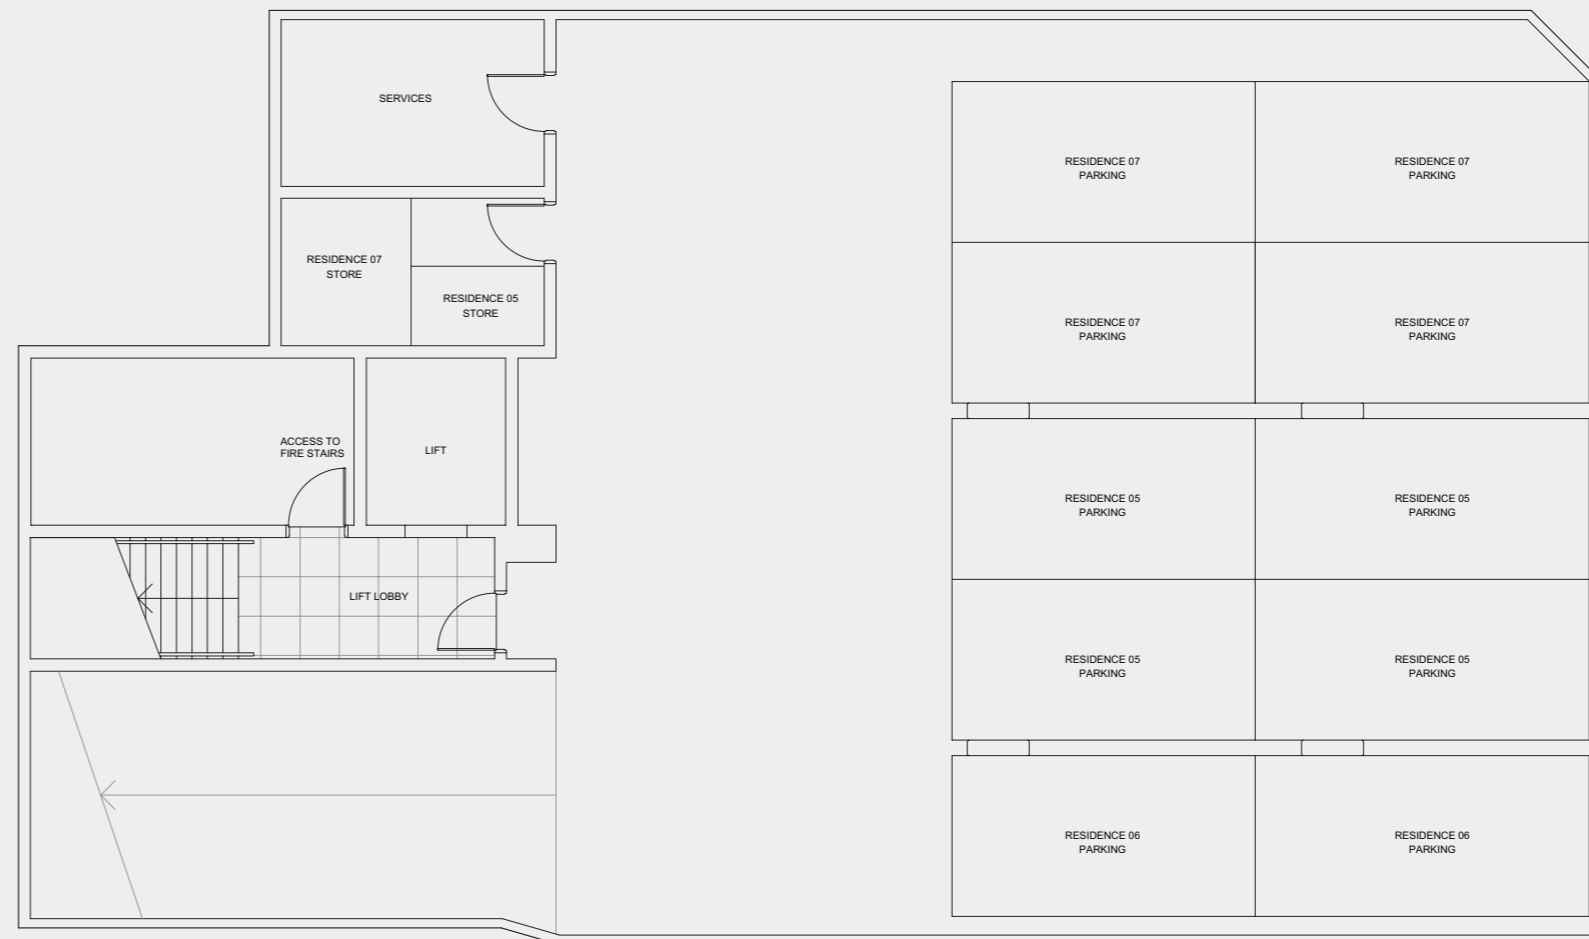 SERVICES
RESIDENCE 07
STORE
RESIDENCE 05
STORE
ACCESS TO
FIRE STAIRS
LIFT
LIFT LOBBY
RESIDENCE 07
PARKING
RESIDENCE 07
PARKING
RESIDENCE 07
PARKING
RESIDENCE 07
PARKING
RESIDENCE 05
PARKING
RESIDENCE 05
PARKING
RESIDENCE 05
PARKING
RESIDENCE 05
PARKING
RESIDENCE 06
PARKING
RESIDENCE 06
PARKING